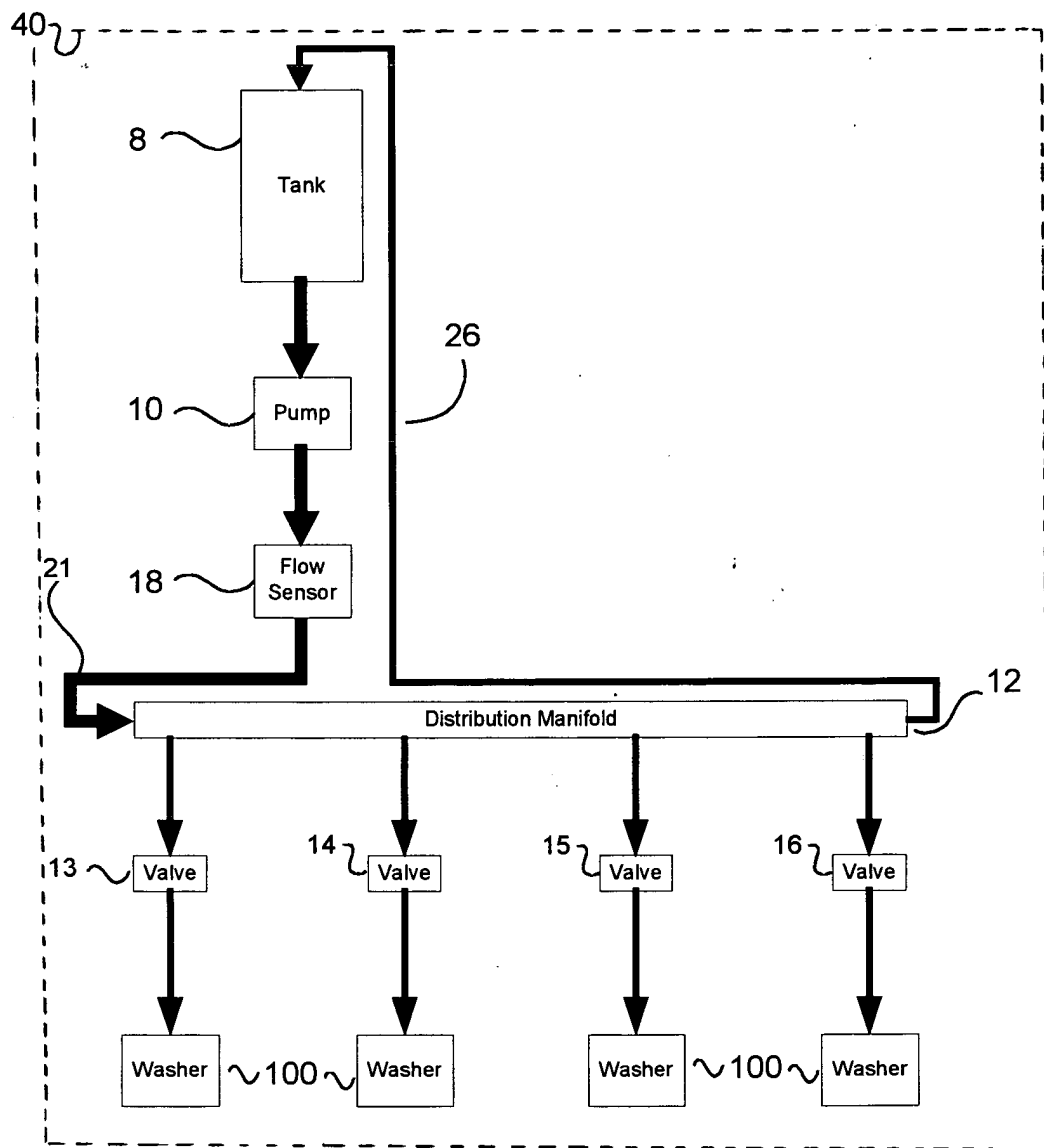 40
8
Tank
26
10
Pump
21
18
Flow
Sensor
12
Distribution Manifold
13
Valve
14
Valve
15
Valve
16
Valve
Washer
100
Washer
Washer
100
Washer